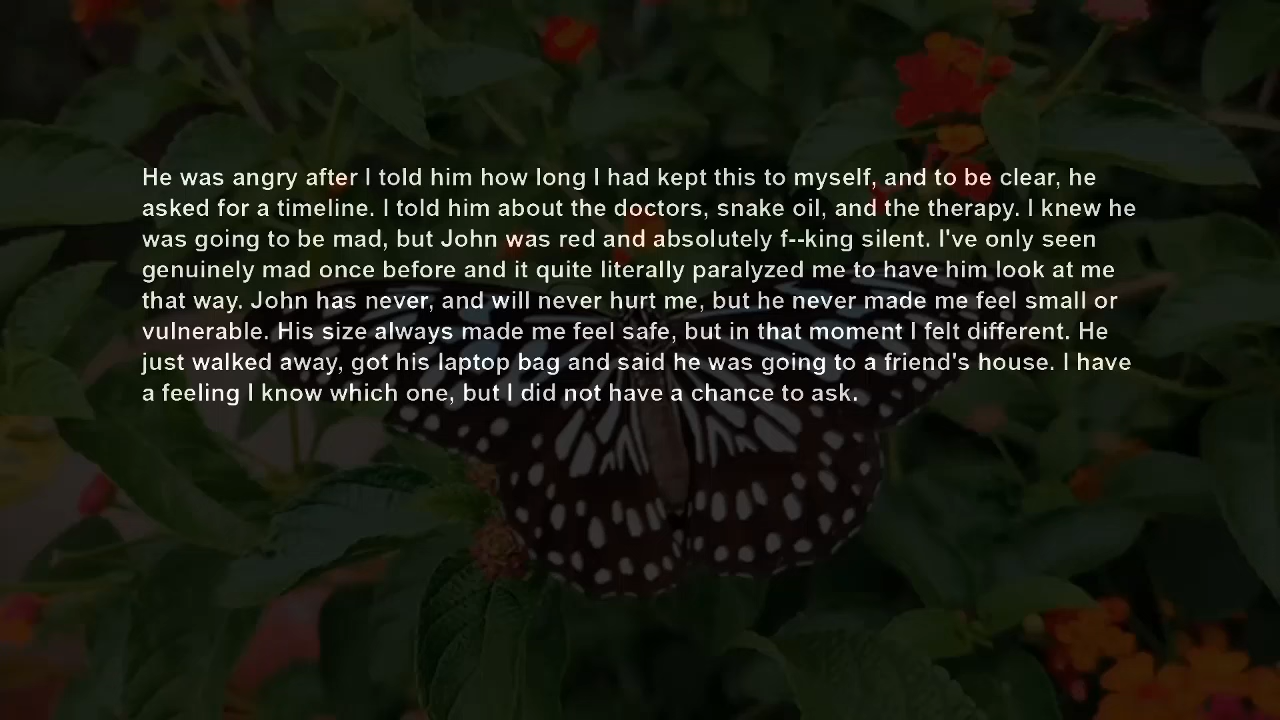 He was angry after I told him how long I had kept this to myself, and to be clear, he
asked for a timeline. I told him about the doctors, snake oil, and the therapy. I knew he
was going to be mad, but John was red and absolutely f--king silent. I've only seen
genuinely mad once before and it quite literally paralyzed me to have him look at me
that way. John has never, and will never hurt me, but he never made me feel small or
vulnerable. His size always made me feel safe, but in that moment I felt different. He
just walked away, got his laptop bag and said he was going to a friend's house. I have
a feeling I know which one, but I did not have a chance to ask.